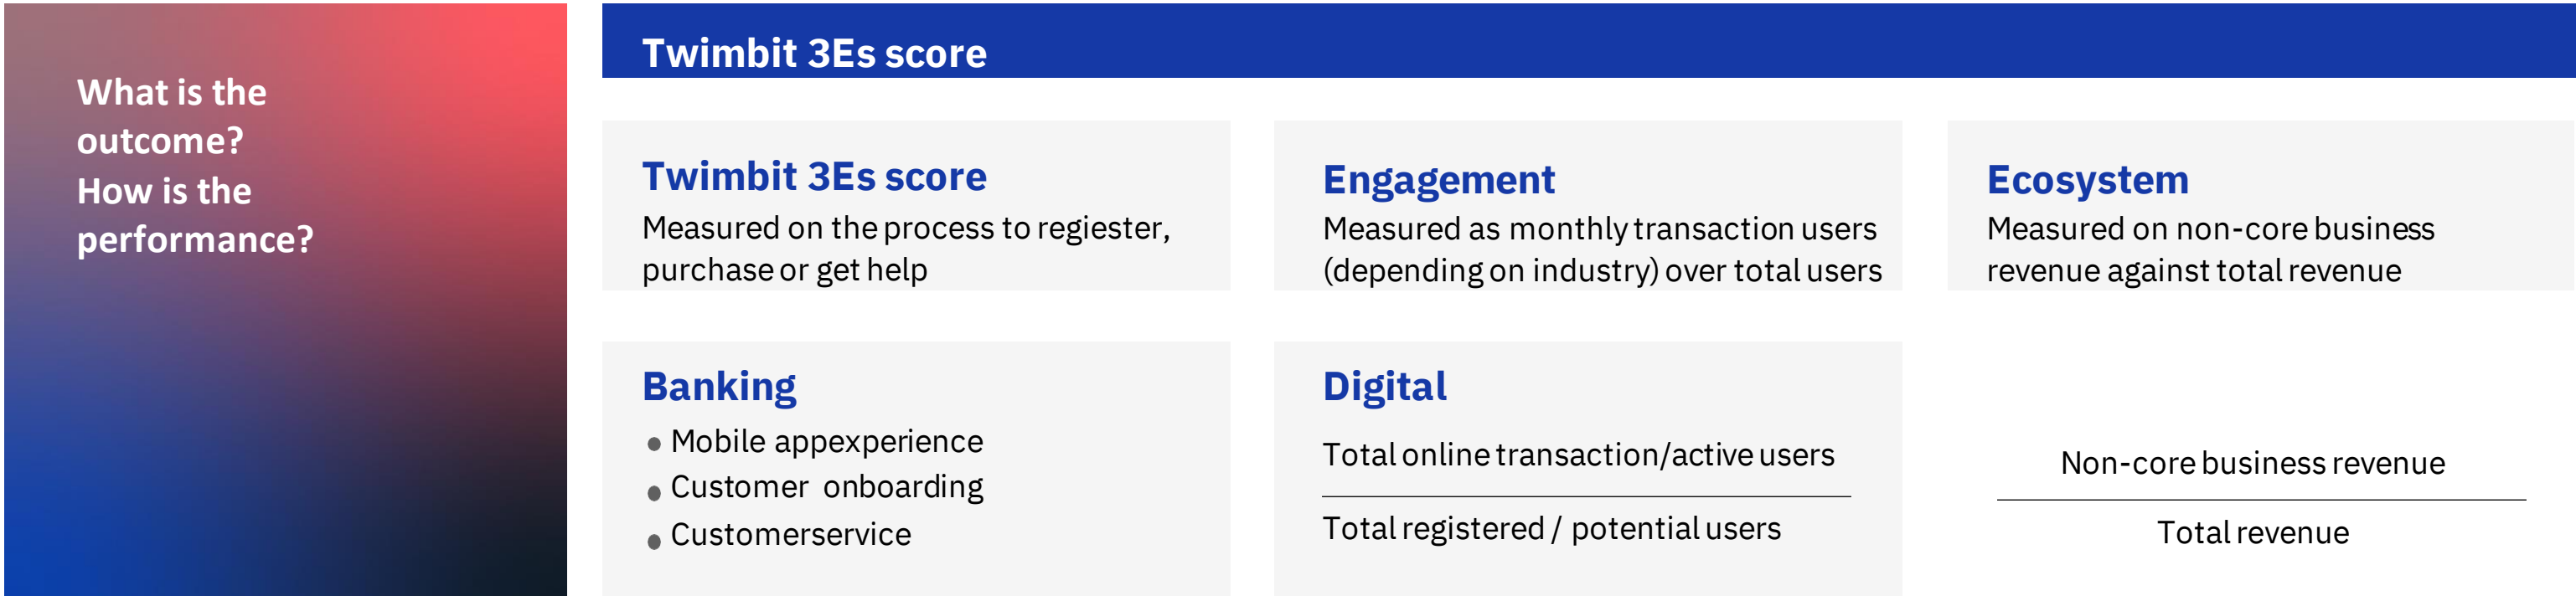 What is the
outcome?
How is the
performance?
Twimbit 3Es score
Twimbit 3Es score
Measured on the process to regiester,
purchase or get help
Engagement
Measured as monthly transaction users
(depending on industry) over total users
Ecosystem
Measured on non-core business
revenue against total revenue
Banking
Mobile appexperience
Customer onboarding
Customerservice
Digital
Total online transaction/active users
Total registered / potential users
Non-core business revenue
Total revenue